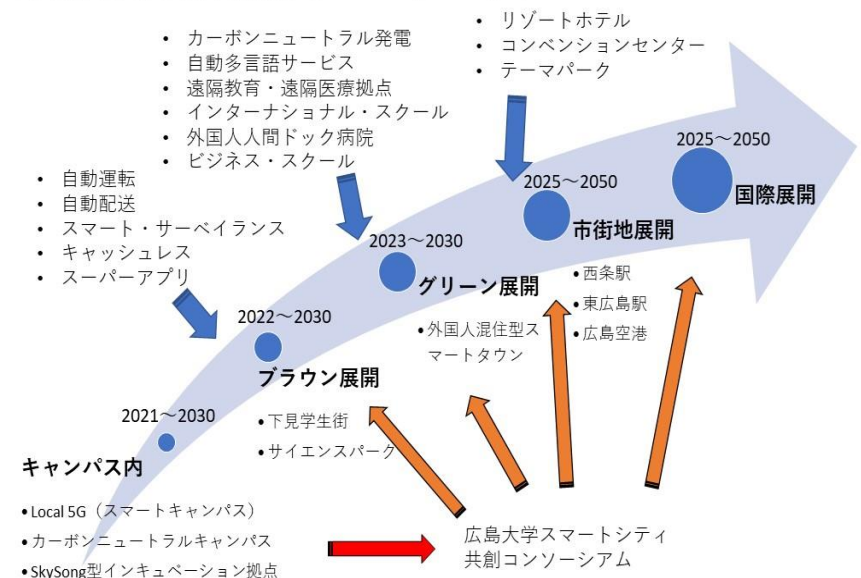 • リゾートホテル
• コンベンションセンター
• テーマパーク
• カーボンニュートラル発電
• 自動多言語サービス
• 遠隔教育・遠隔医療拠点
• インターナショナル・スクール
• 外国人人間ドック病院
• ビジネス・スクール
• 自動運転
• 自動配送
• スマート・サーベイランス
• キャッシュレス
• スーパーアプリ
2025～2050
国際展開
2025～2050
市街地展開
•西条駅
•東広島駅
•広島空港
2023～2030
グリーン展開
•外国人混住型ス
マートタウン
2022～2030
ブラウン展開
•下見学生街
•サイエンスパーク
2021～2030
キャンパス内
•Local 5G（スマートキャンパス）
•カーボンニュートラルキャンパス
•SkySong型インキュベーション拠点
広島大学スマートシティ
共創コンソーシアム